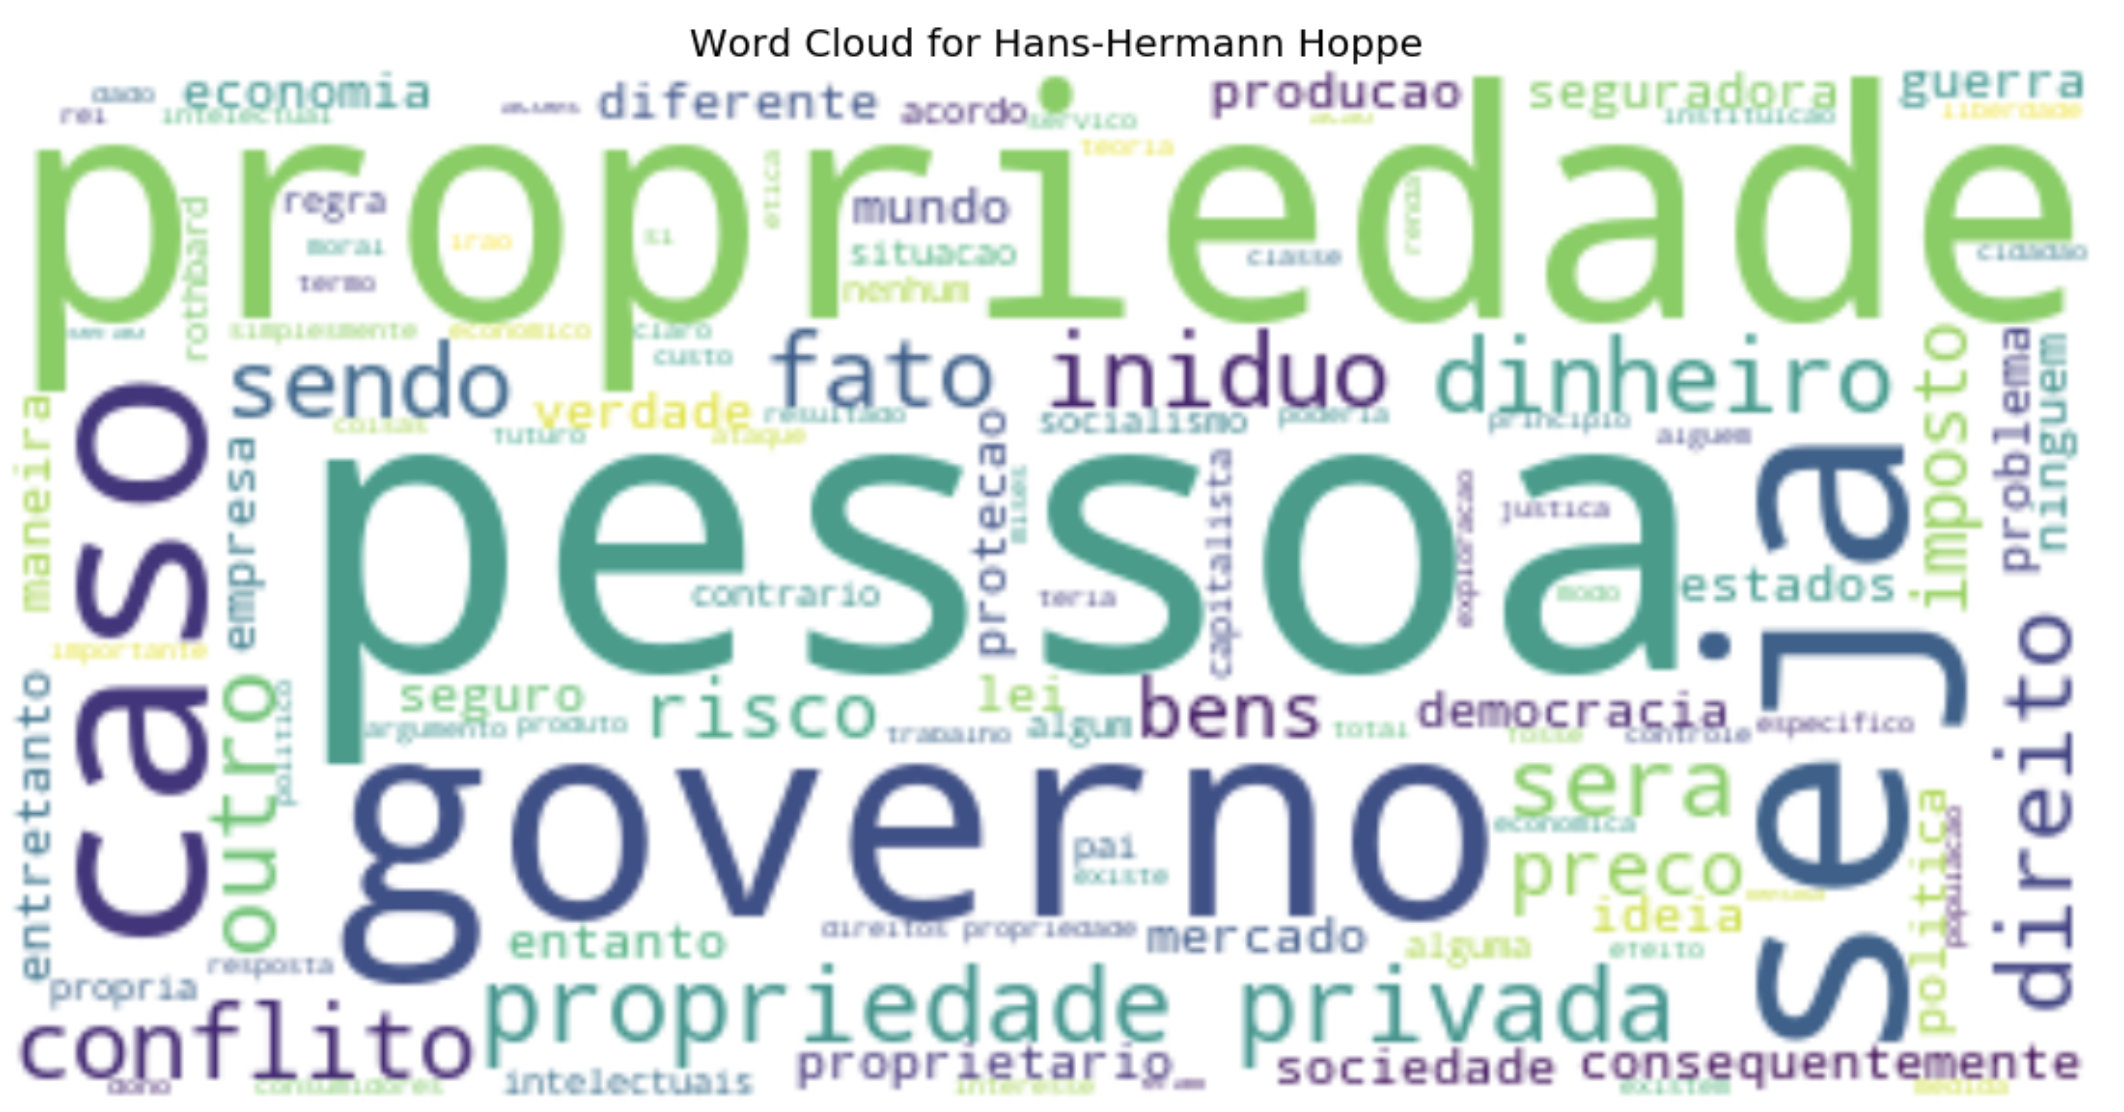 Word Cloud for Hans-Hermann Hoppe
dado
economia
diferente
acordo
producao
seguradora
guerra
rei
intelectual
servico
instituicao
liberdade
teoria
propriedade
rothbard
regra
etica
mundo
renda
moral
irao
si
situacao
classe
cidadao
termo
nenhum
simplesmente
economico
claro
custo
sendo
fato
iniduo
dinheiro
imposto
problema
ninguem
maneira
caso
verdade
resultado
socialismo
poderia
principio
coisas
futuro
ataque
alguem
empresa
pessoa
protecao
mises
capitalista
exploracao
justica
seja
contrario
teria
modo
estados
importante
entretanto
outro
politico
seguro
risco
lei
bens
democracia
direito
argumento
produto
trabalho
algum
total
fosse
controle
especifico
governo
sera
economica
pai
existe
preco
politica
populacao
ideia
direitos propriedade
entanto
mercado
alguma
efeito
resposta
propria
propriedade privada
conflito
proprietario_
sociedade
consequentemente
dono
consumidores
intelectuais
interesse
existem
medida